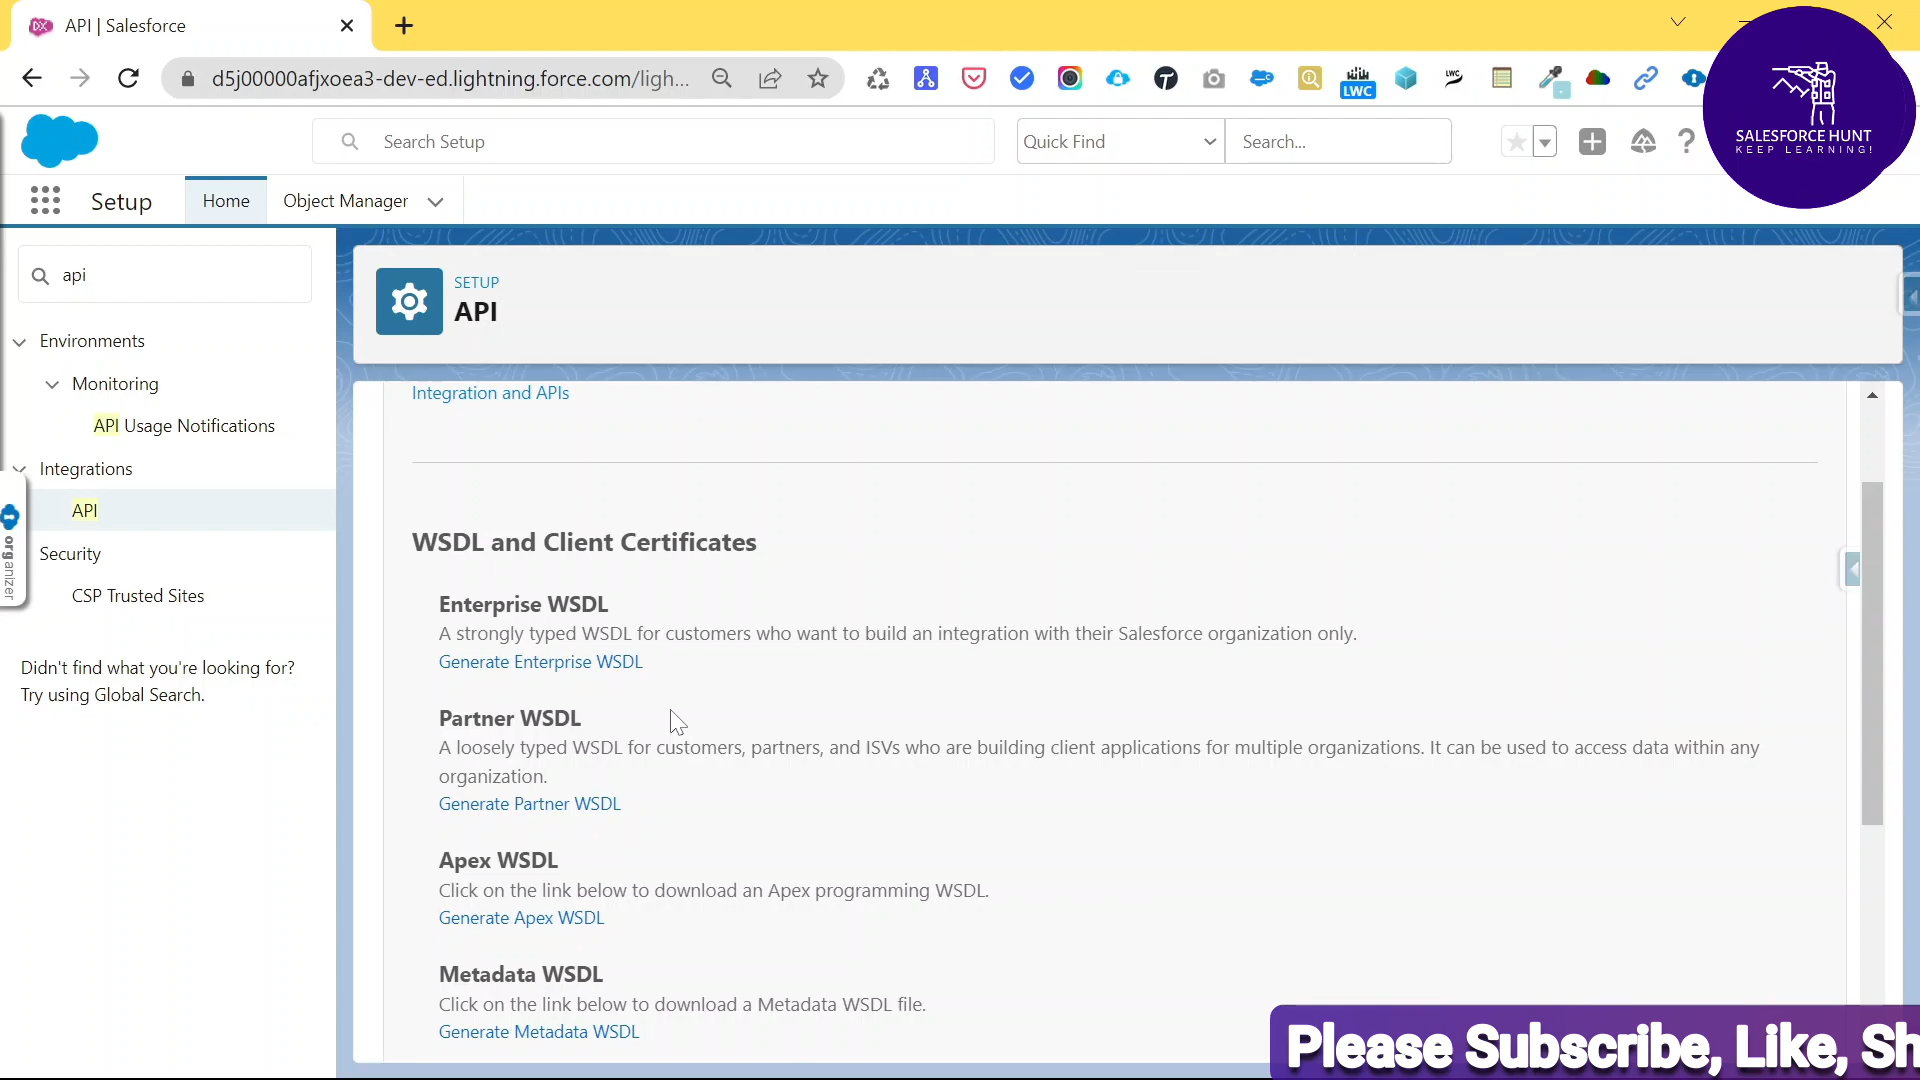 API | Salesforce
d5j00000afjxoea3-dev-ed.lightning.force.com/ligh...
LWC
LWC
SALESFORCE HUNT
KEEP LEARNING!
Search Setup
Quick Find
Search...
Setup
Home
Object Manager
api
Environments
Monitoring
API Usage Notifications
Integrations
API
Security
CSP Trusted Sites
Didn't find what you're looking for?
Try using Global Search.
organizer
SETUP
API
Integration and APIs
WSDL and Client Certificates
Enterprise WSDL
A strongly typed WSDL for customers who want to build an integration with their Salesforce organization only.
Generate Enterprise WSDL
Partner WSDL
A loosely typed WSDL for customers, partners, and ISVs who are building client applications for multiple organizations. It can be used to access data within any
organization.
Generate Partner WSDL
Apex WSDL
Click on the link below to download an Apex programming WSDL.
Generate Apex WSDL
Metadata WSDL
Click on the link below to download a Metadata WSDL file.
Generate Metadata WSDL
Please Subscribe, Like, Sh